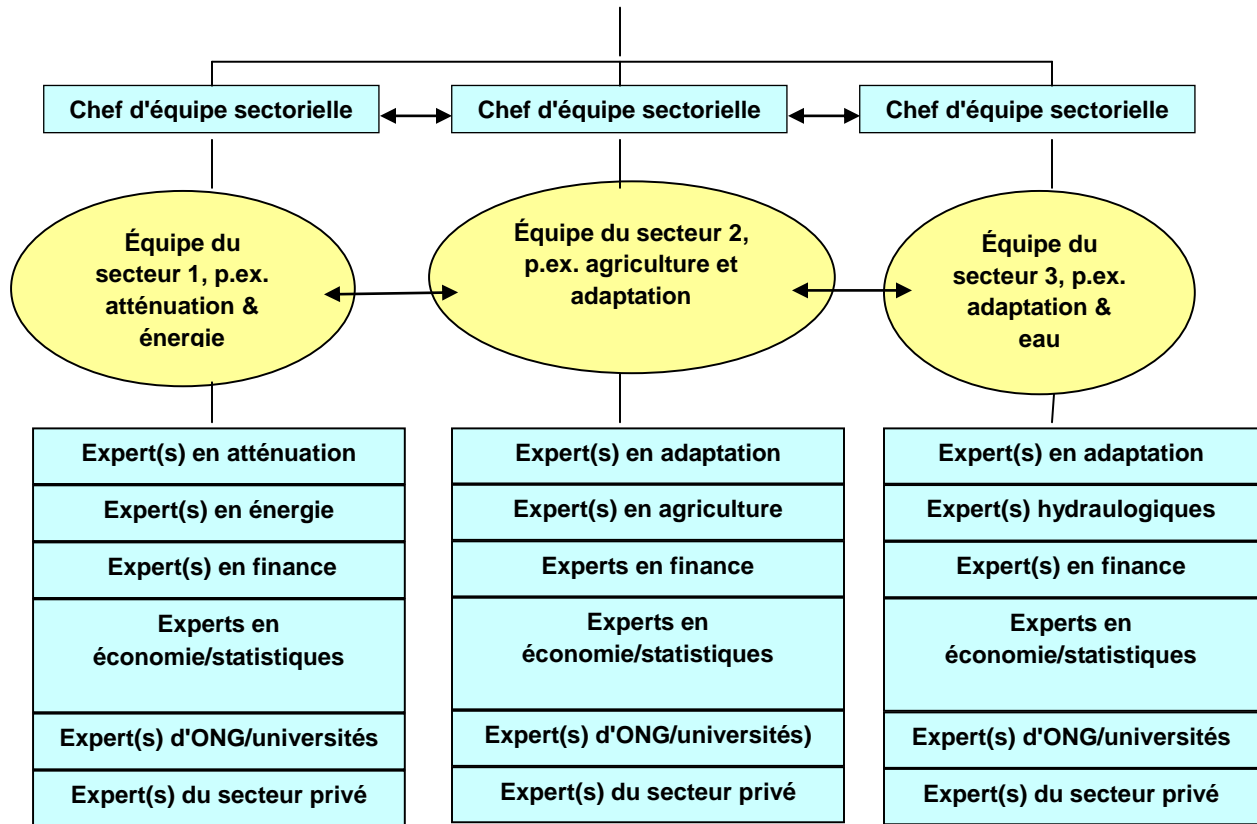 Chef d'équipe sectorielle
Chef d'équipe sectorielle
Chef d'équipe sectorielle
Équipe du
secteur 1, p.ex.
atténuation &
énergie
Équipe du secteur 2,
p.ex. agriculture et
adaptation
Équipe du
secteur 3, p.ex.
adaptation &
eau
Expert(s) en atténuation
Expert(s) en énergie
Expert(s) en finance
Experts en
économie/statistiques
Expert(s) d'ONG/universités
Expert(s) du secteur privé
Expert(s) en adaptation
Expert(s) en agriculture
Experts en finance
Experts en
économie/statistiques
Expert(s) d'ONG/universités)
Expert(s) du secteur privé
Expert(s) en adaptation
Expert(s) hydraulogiques
Expert(s) en finance
Experts en
économie/statistiques
Expert(s) d'ONG/universités
Expert(s) du secteur privé